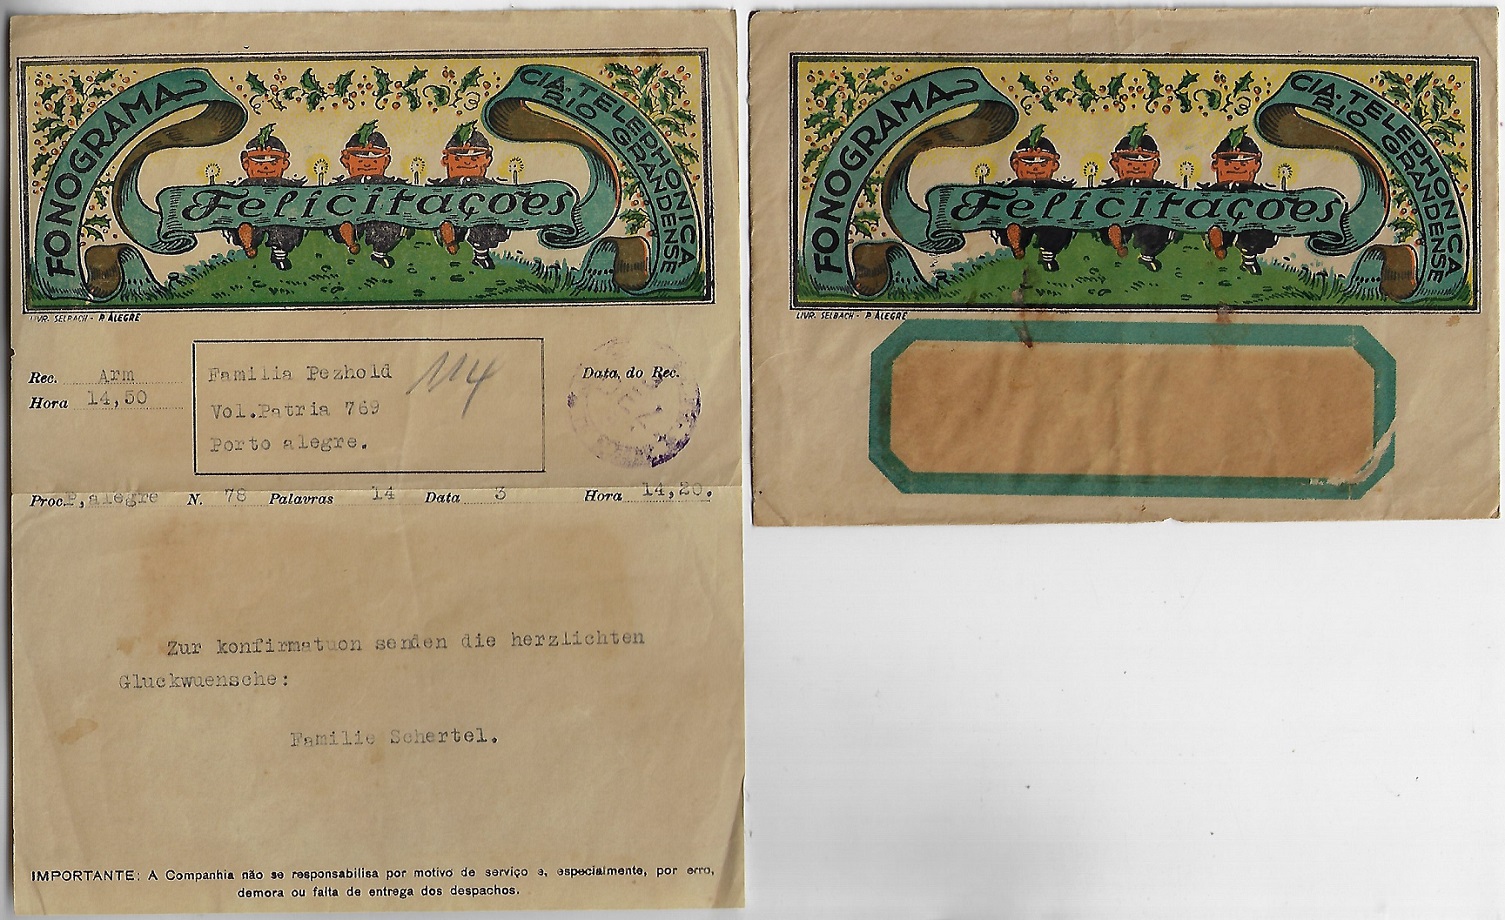 FONOGRAMA
CIA. TELEPHONICA
RIO GRANDENSE
Felicitações
LIVR. SELBACH - P. ALEGRE
Rec. Arm
Hora 14,50
Familia Pezhold
Vol.Patria 769
Porto alegre.
114
Data do Rec.
Proc. P,alegre N. 78 Palavras 14 Data 3 Hora 14,20.
Zur konfirmatuon senden die herzlichten
Gluckwuensche:
Familie Schertel.
IMPORTANTE: A Companhia não se responsabilisa por motivo de serviço e, especialmente, por erro,
demora ou falta de entrega dos despachos.
FONOGRAMA
CIA. TELEPHONICA
RIO GRANDENSE
Felicitações
LIVR. SELBACH - P. ALEGRE